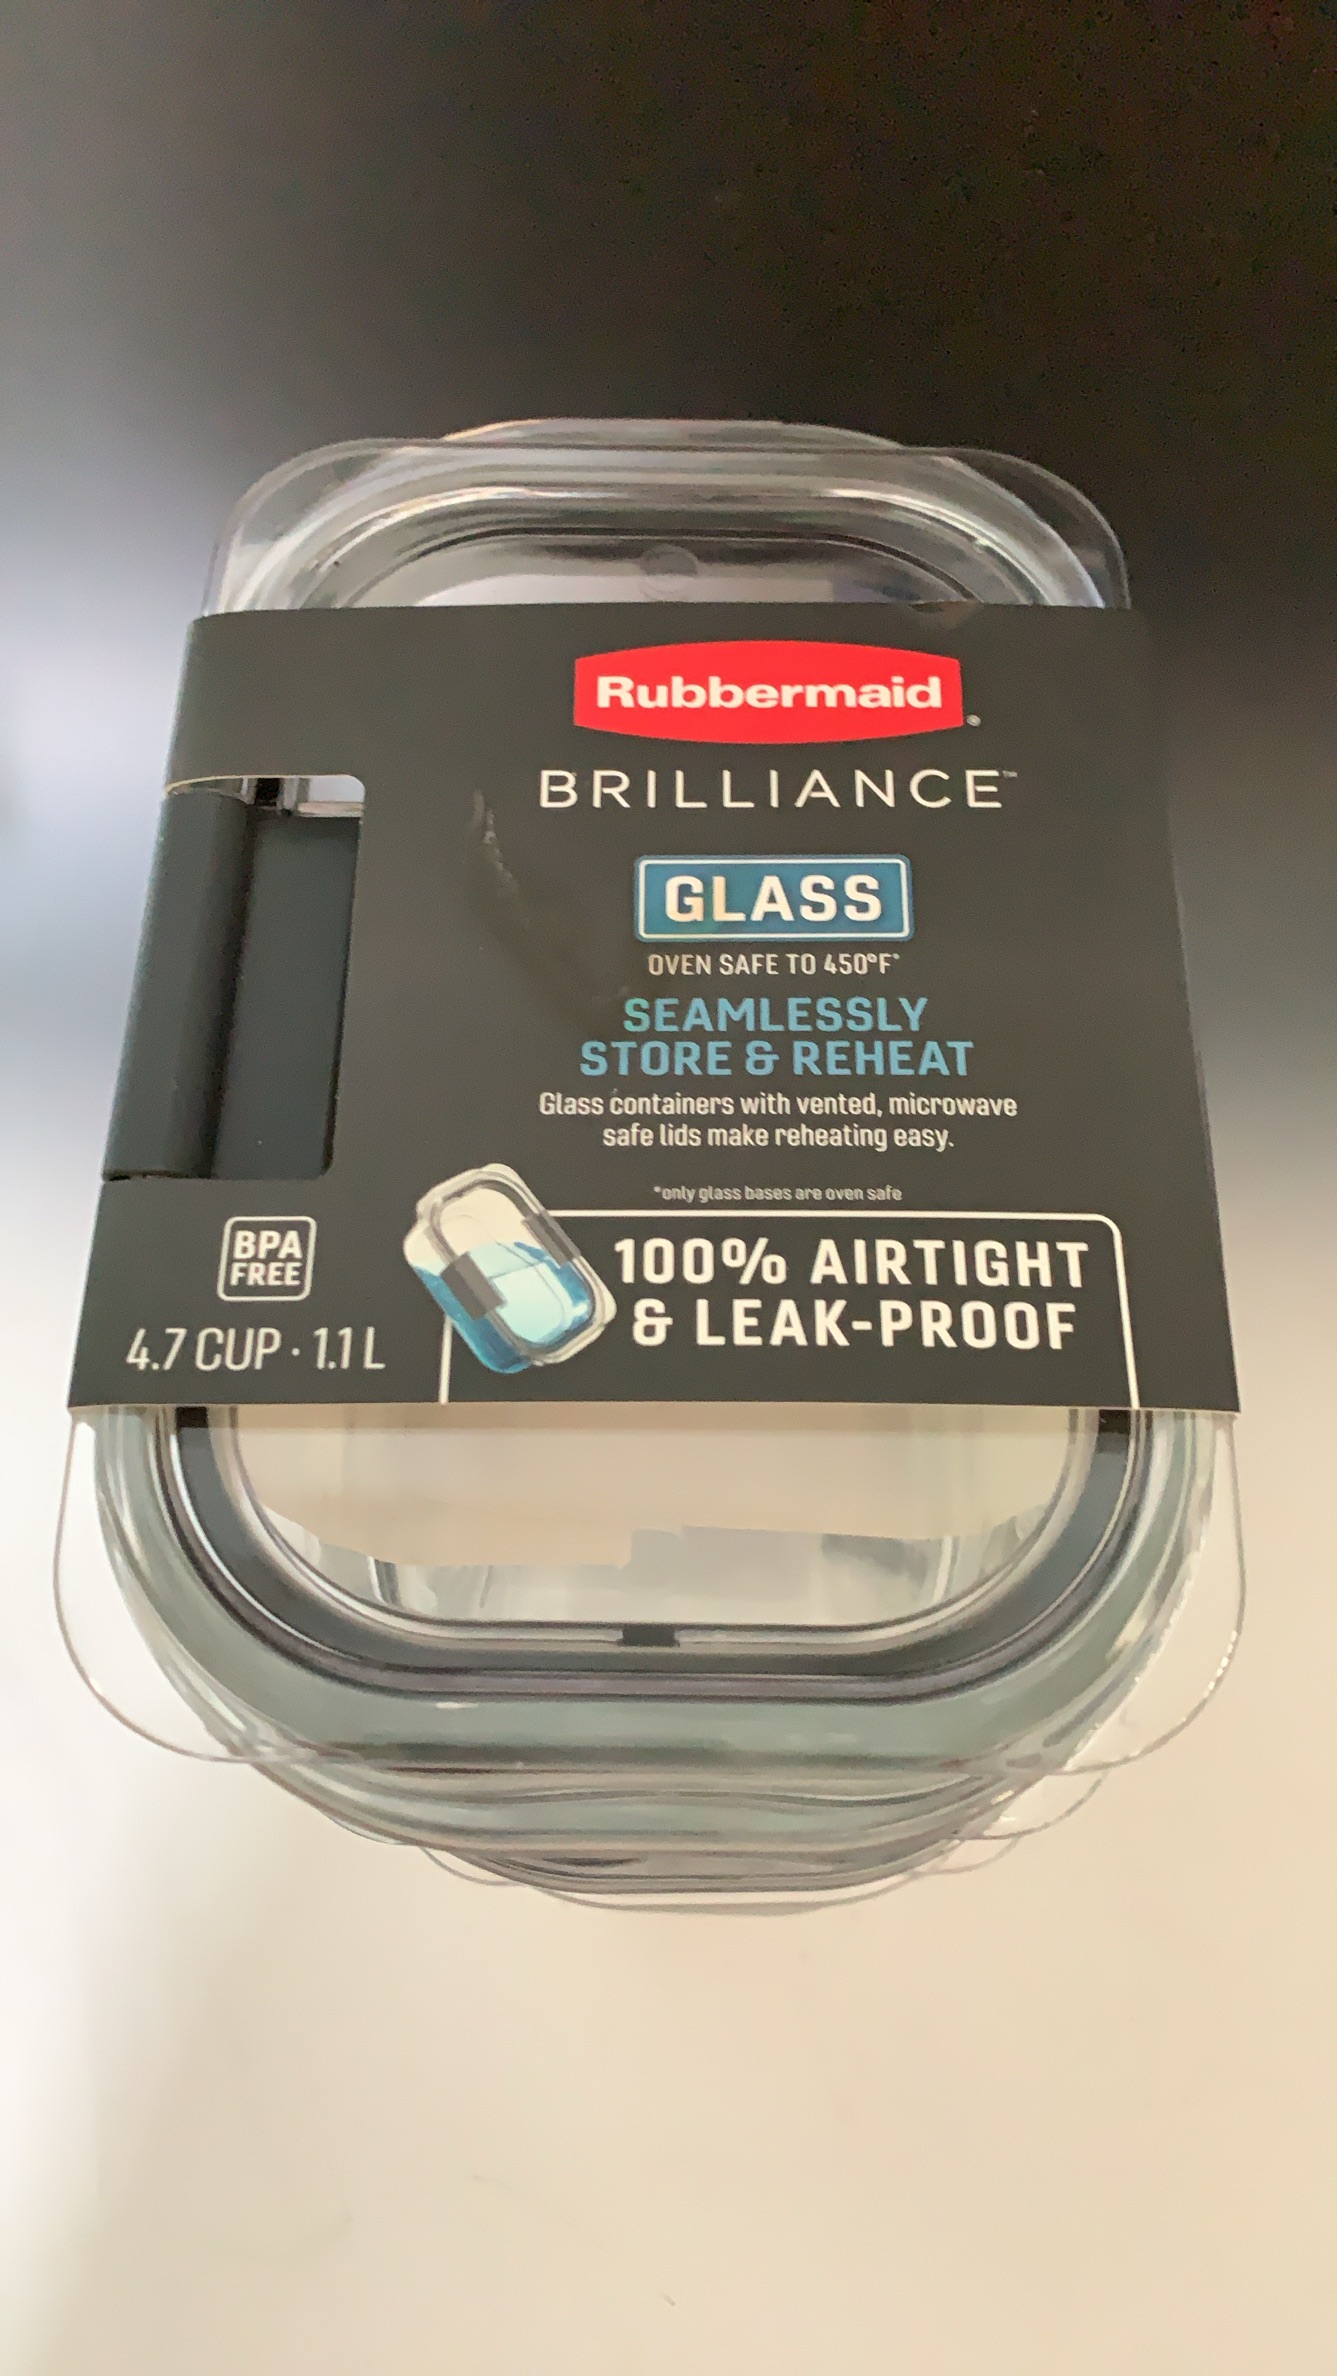 Rubbermaid®
BRILLIANCE™
GLASS
OVEN SAFE TO 450°F*
SEAMLESSLY
STORE & REHEAT
Glass containers with vented, microwave
safe lids make reheating easy.
*only glass bases are oven safe
BPA
FREE
4.7 CUP · 1.1 L
100% AIRTIGHT
& LEAK-PROOF